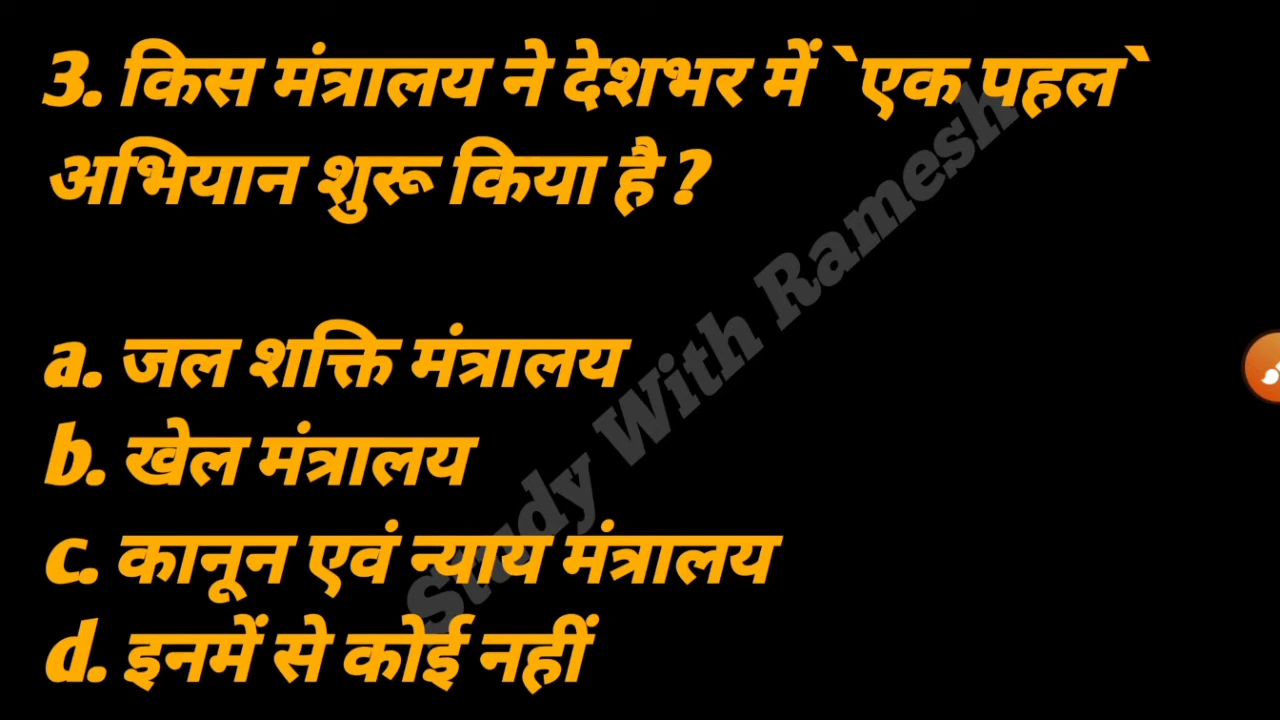 3. किस मंत्रालय ने देशभर में `एक पहल`
अभियान शुरू किया है ?
a. जल शक्ति मंत्रालय
b. खेल मंत्रालय
c. कानून एवं न्याय मंत्रालय
d. इनमें से कोई नहीं
Study With Ramesh